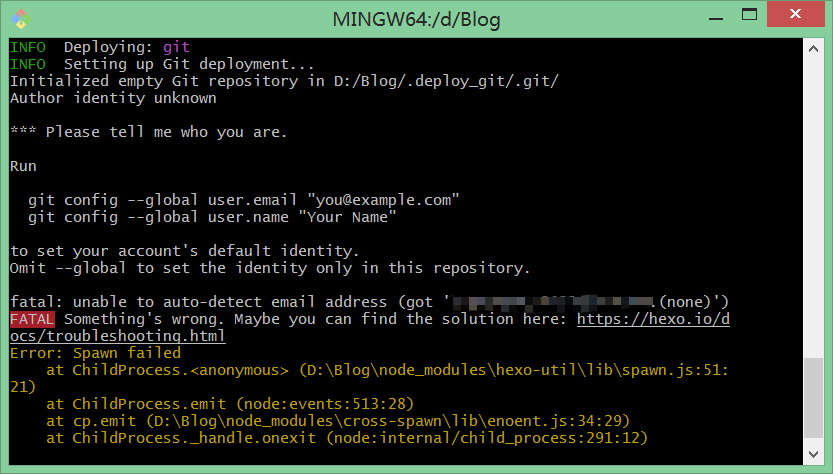 MINGW64:/d/Blog
INFO  Deploying: git
INFO  Setting up Git deployment...
Initialized empty Git repository in D:/Blog/.deploy_git/.git/
Author identity unknown
*** Please tell me who you are.
Run
  git config --global user.email "you@example.com"
  git config --global user.name "Your Name"
to set your account's default identity.
Omit --global to set the identity only in this repository.
fatal: unable to auto-detect email address (got '.(none)')
FATAL Something's wrong. Maybe you can find the solution here: https://hexo.io/d
ocs/troubleshooting.html
Error: Spawn failed
    at ChildProcess.<anonymous> (D:\Blog\node_modules\hexo-util\lib\spawn.js:51:
21)
    at ChildProcess.emit (node:events:513:28)
    at cp.emit (D:\Blog\node_modules\cross-spawn\lib\enoent.js:34:29)
    at ChildProcess._handle.onexit (node:internal/child_process:291:12)